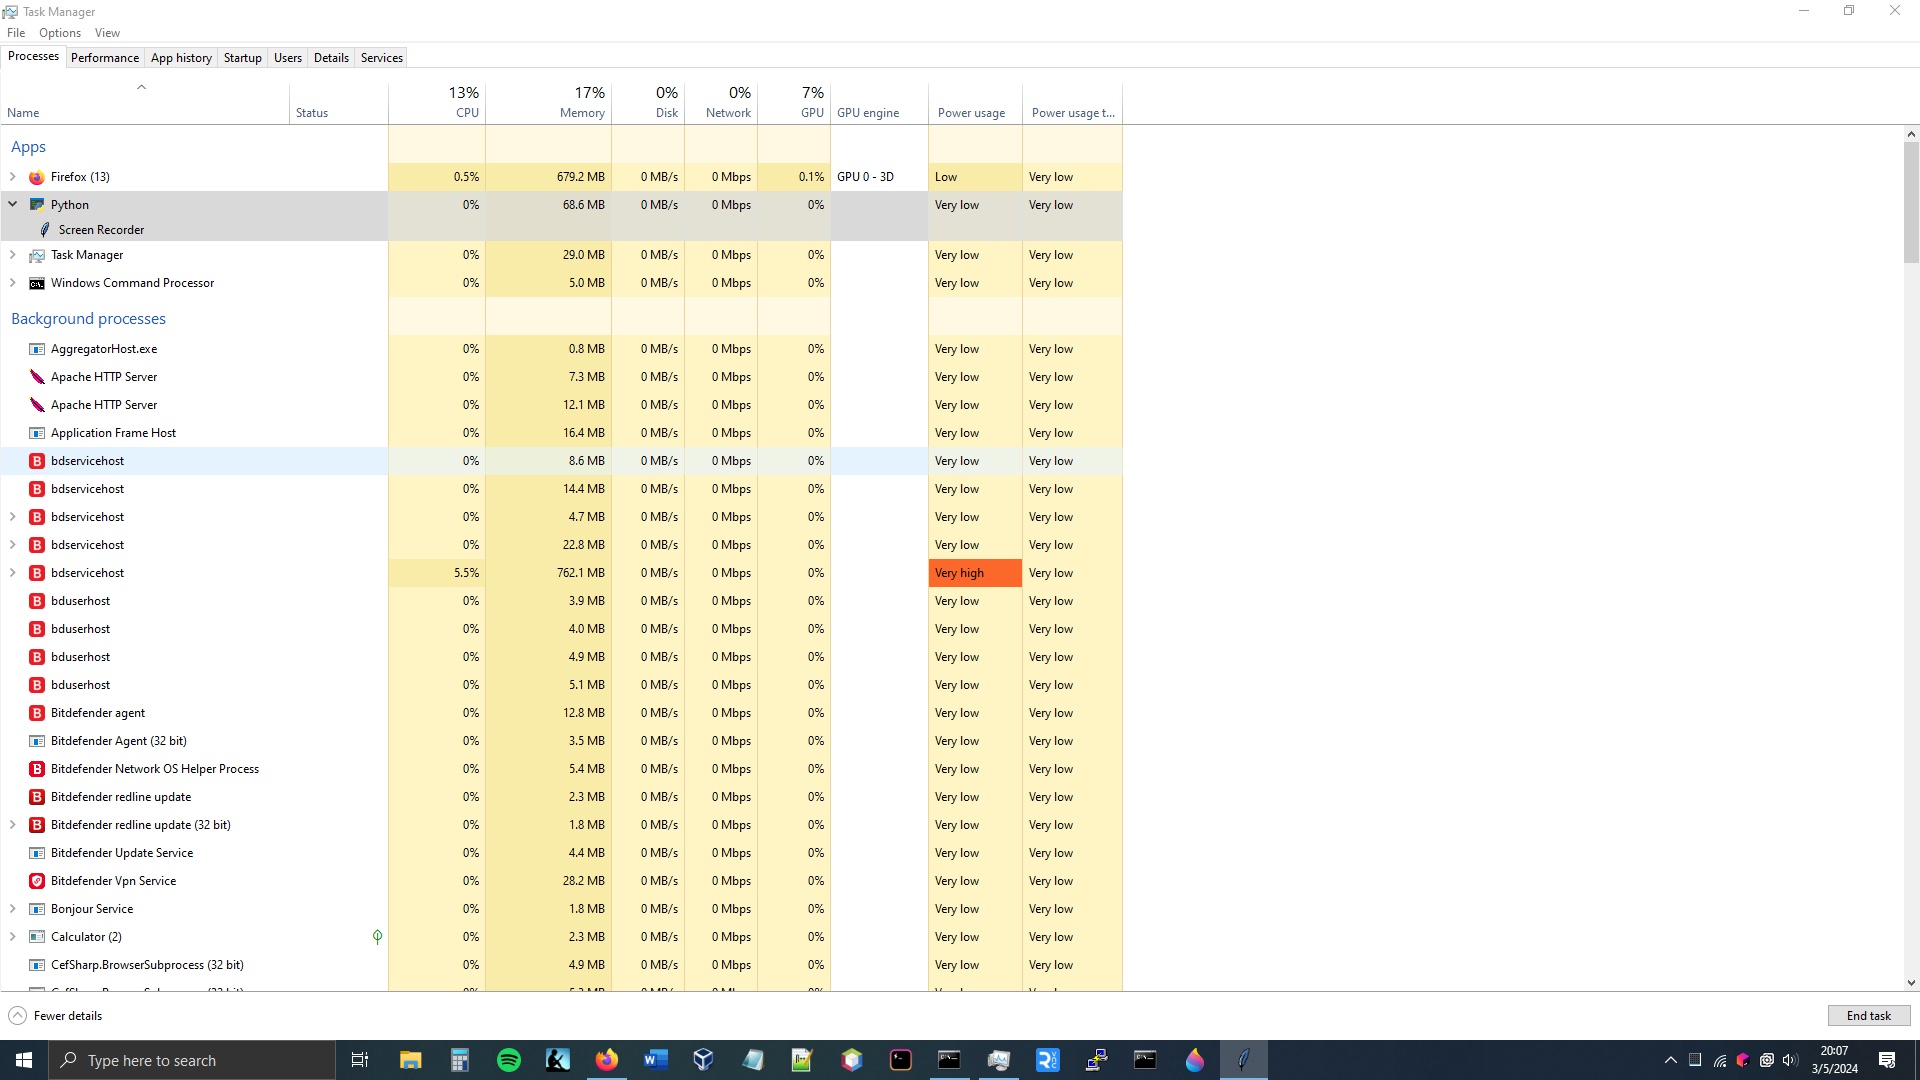 Task Manager
File Options View
Processes Performance App history Startup Users Details Services
13% 17% 0% 0% 7%
Name Status CPU Memory Disk Network GPU GPU engine Power usage Power usage t...
Apps
Firefox (13) 0.5% 679.2 MB 0 MB/s 0 Mbps 0.1% GPU 0 - 3D Low Very low
Python 0% 68.6 MB 0 MB/s 0 Mbps 0% Very low Very low
Screen Recorder
Task Manager 0% 29.0 MB 0 MB/s 0 Mbps 0% Very low Very low
Windows Command Processor 0% 5.0 MB 0 MB/s 0 Mbps 0% Very low Very low
Background processes
AggregatorHost.exe 0% 0.8 MB 0 MB/s 0 Mbps 0% Very low Very low
Apache HTTP Server 0% 7.3 MB 0 MB/s 0 Mbps 0% Very low Very low
Apache HTTP Server 0% 12.1 MB 0 MB/s 0 Mbps 0% Very low Very low
Application Frame Host 0% 16.4 MB 0 MB/s 0 Mbps 0% Very low Very low
bdservicehost 0% 8.6 MB 0 MB/s 0 Mbps 0% Very low Very low
bdservicehost 0% 14.4 MB 0 MB/s 0 Mbps 0% Very low Very low
bdservicehost 0% 4.7 MB 0 MB/s 0 Mbps 0% Very low Very low
bdservicehost 0% 22.8 MB 0 MB/s 0 Mbps 0% Very low Very low
bdservicehost 5.5% 762.1 MB 0 MB/s 0 Mbps 0% Very high Very low
bduserhost 0% 3.9 MB 0 MB/s 0 Mbps 0% Very low Very low
bduserhost 0% 4.0 MB 0 MB/s 0 Mbps 0% Very low Very low
bduserhost 0% 4.9 MB 0 MB/s 0 Mbps 0% Very low Very low
bduserhost 0% 5.1 MB 0 MB/s 0 Mbps 0% Very low Very low
Bitdefender agent 0% 12.8 MB 0 MB/s 0 Mbps 0% Very low Very low
Bitdefender Agent (32 bit) 0% 3.5 MB 0 MB/s 0 Mbps 0% Very low Very low
Bitdefender Network OS Helper Process 0% 5.4 MB 0 MB/s 0 Mbps 0% Very low Very low
Bitdefender redline update 0% 2.3 MB 0 MB/s 0 Mbps 0% Very low Very low
Bitdefender redline update (32 bit) 0% 1.8 MB 0 MB/s 0 Mbps 0% Very low Very low
Bitdefender Update Service 0% 4.4 MB 0 MB/s 0 Mbps 0% Very low Very low
Bitdefender Vpn Service 0% 28.2 MB 0 MB/s 0 Mbps 0% Very low Very low
Bonjour Service 0% 1.8 MB 0 MB/s 0 Mbps 0% Very low Very low
Calculator (2) 0% 2.3 MB 0 MB/s 0 Mbps 0% Very low Very low
CefSharp.BrowserSubprocess (32 bit) 0% 4.9 MB 0 MB/s 0 Mbps 0% Very low Very low
Fewer details
End task
Type here to search
20:07
3/5/2024